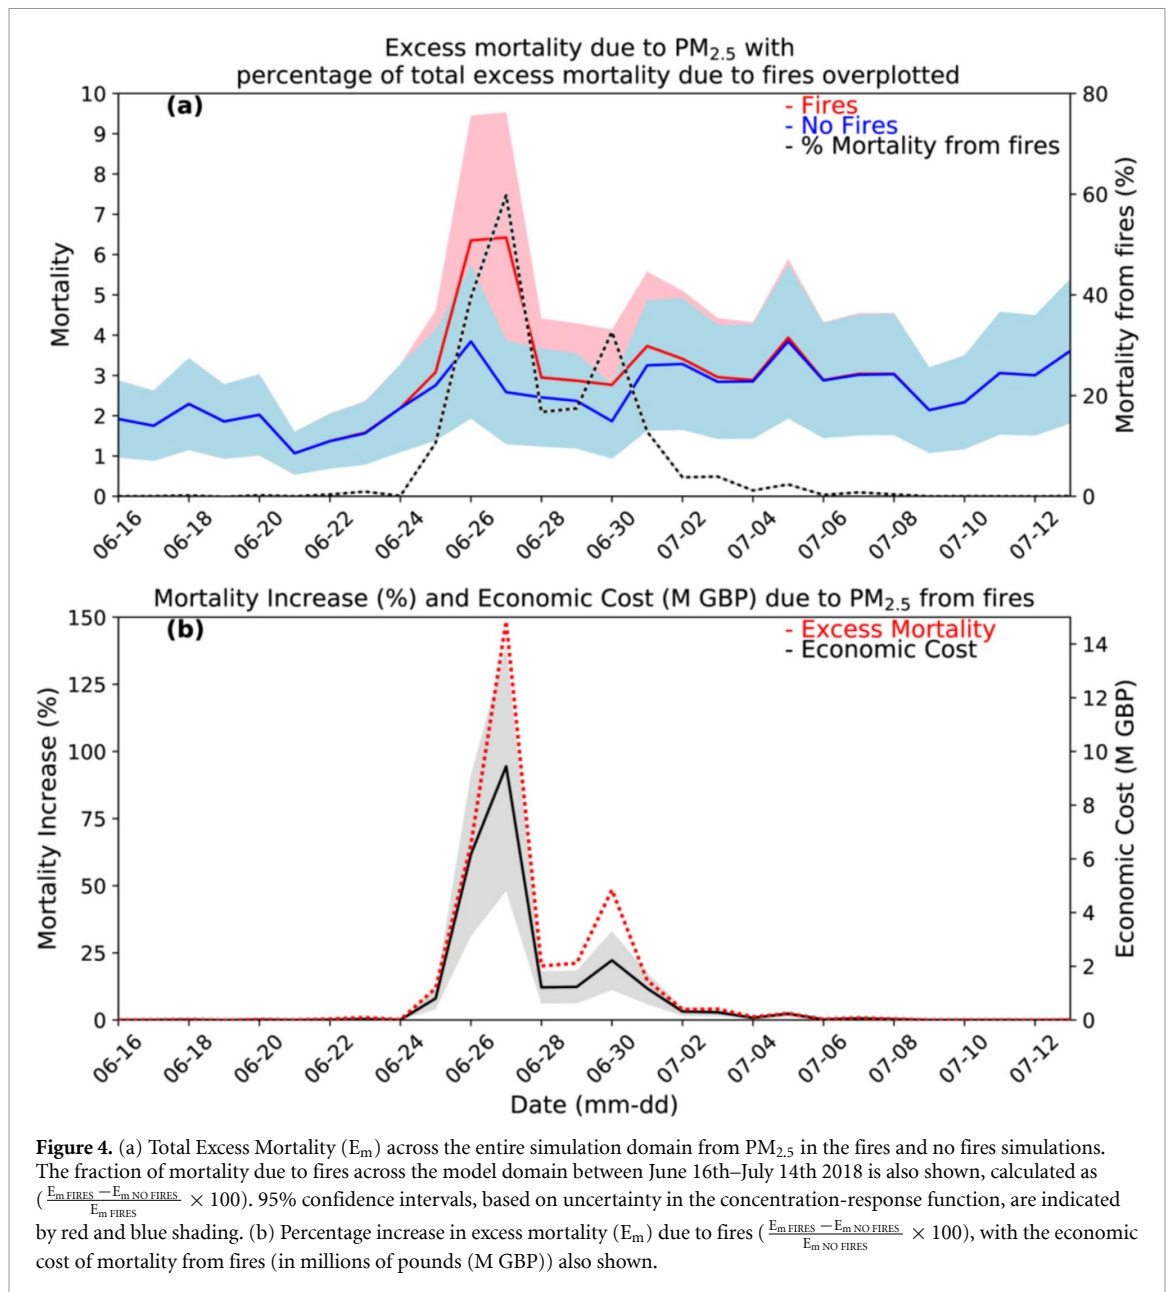 Excess mortality due to PM2.5 with
percentage of total excess mortality due to fires overplotted
(a)
- Fires
- No Fires
- % Mortality from fires
10
9
8
7
6
5
4
3
2
1
0
Mortality
80
60
40
20
0
Mortality from fires (%)
06-16
06-18
06-20
06-22
06-24
06-26
06-28
06-30
07-02
07-04
07-06
07-08
07-10
07-12
Mortality Increase (%) and Economic Cost (M GBP) due to PM2.5 from fires
(b)
- Excess Mortality
- Economic Cost
150
125
100
75
50
25
0
Mortality Increase (%)
14
12
10
8
6
4
2
0
Economic Cost (M GBP)
06-16
06-18
06-20
06-22
06-24
06-26
06-28
06-30
07-02
07-04
07-06
07-08
07-10
07-12
Date (mm-dd)
Figure 4. (a) Total Excess Mortality (Em) across the entire simulation domain from PM2.5 in the fires and no fires simulations.
The fraction of mortality due to fires across the model domain between June 16th–July 14th 2018 is also shown, calculated as
(Em FIRES −Em NO FIRES / Em FIRES × 100). 95% confidence intervals, based on uncertainty in the concentration-response function, are indicated
by red and blue shading. (b) Percentage increase in excess mortality (Em) due to fires (Em FIRES −Em NO FIRES / Em NO FIRES × 100), with the economic
cost of mortality from fires (in millions of pounds (M GBP)) also shown.